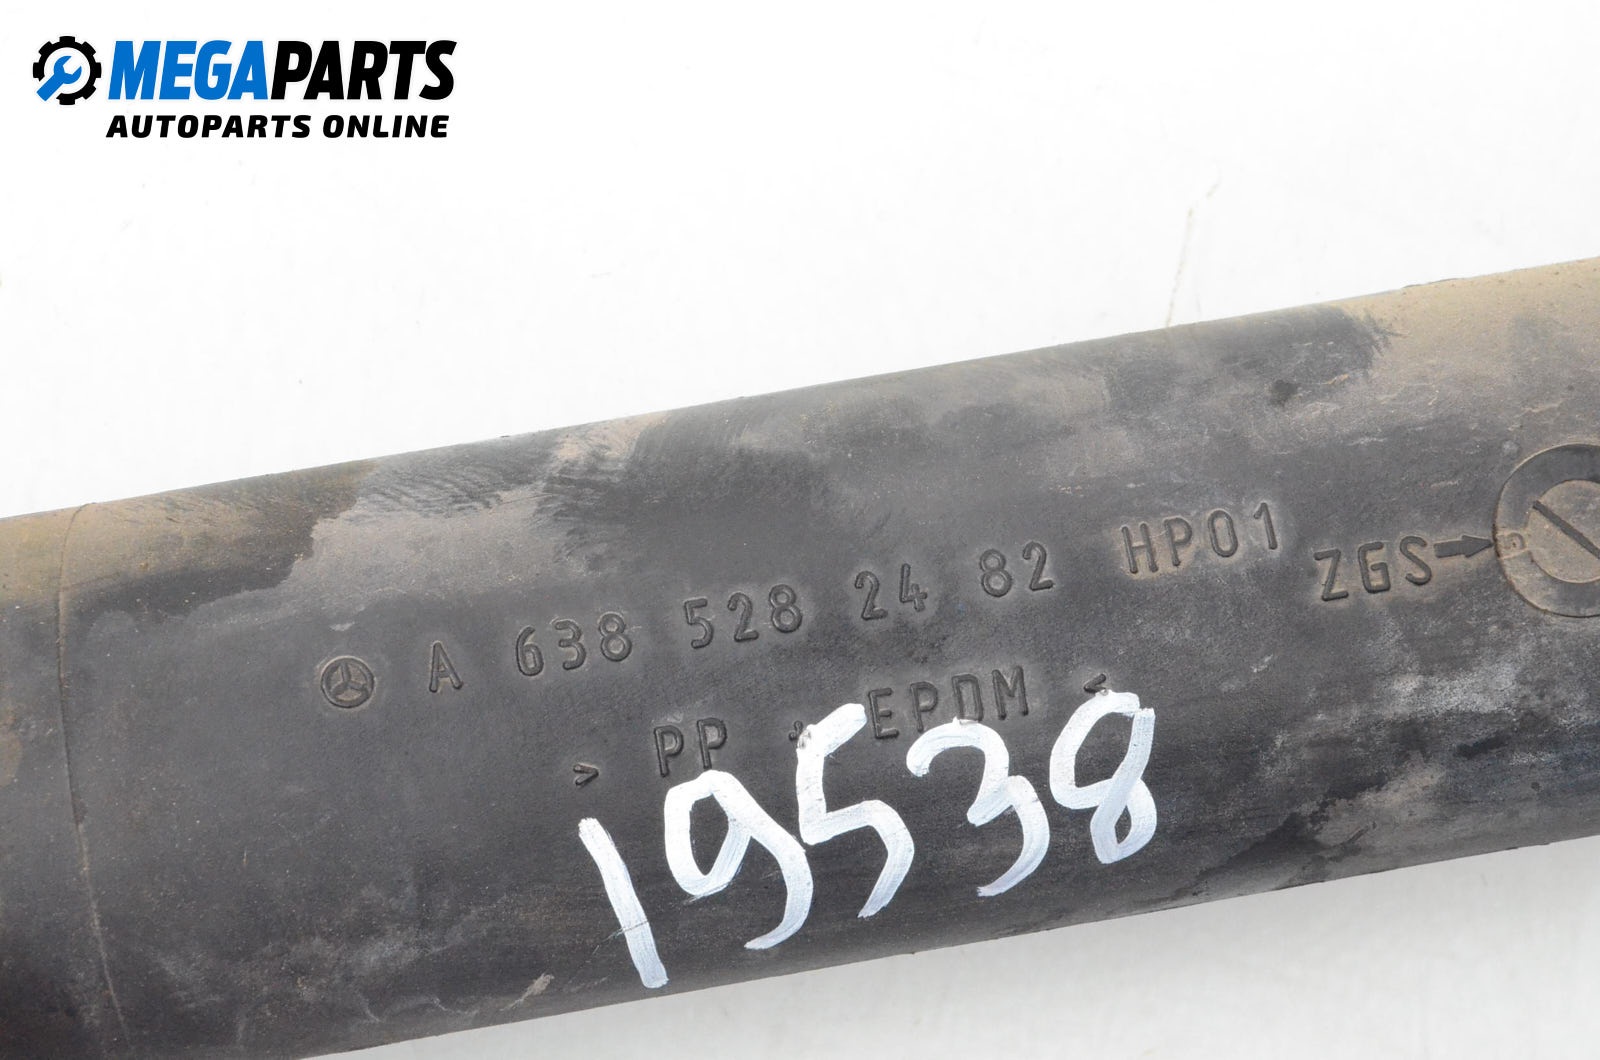 MEGAPARTS
AUTOPARTS ONLINE
A 638 528 24 82 HP01 ZGS
> PP + EPDM <
19538